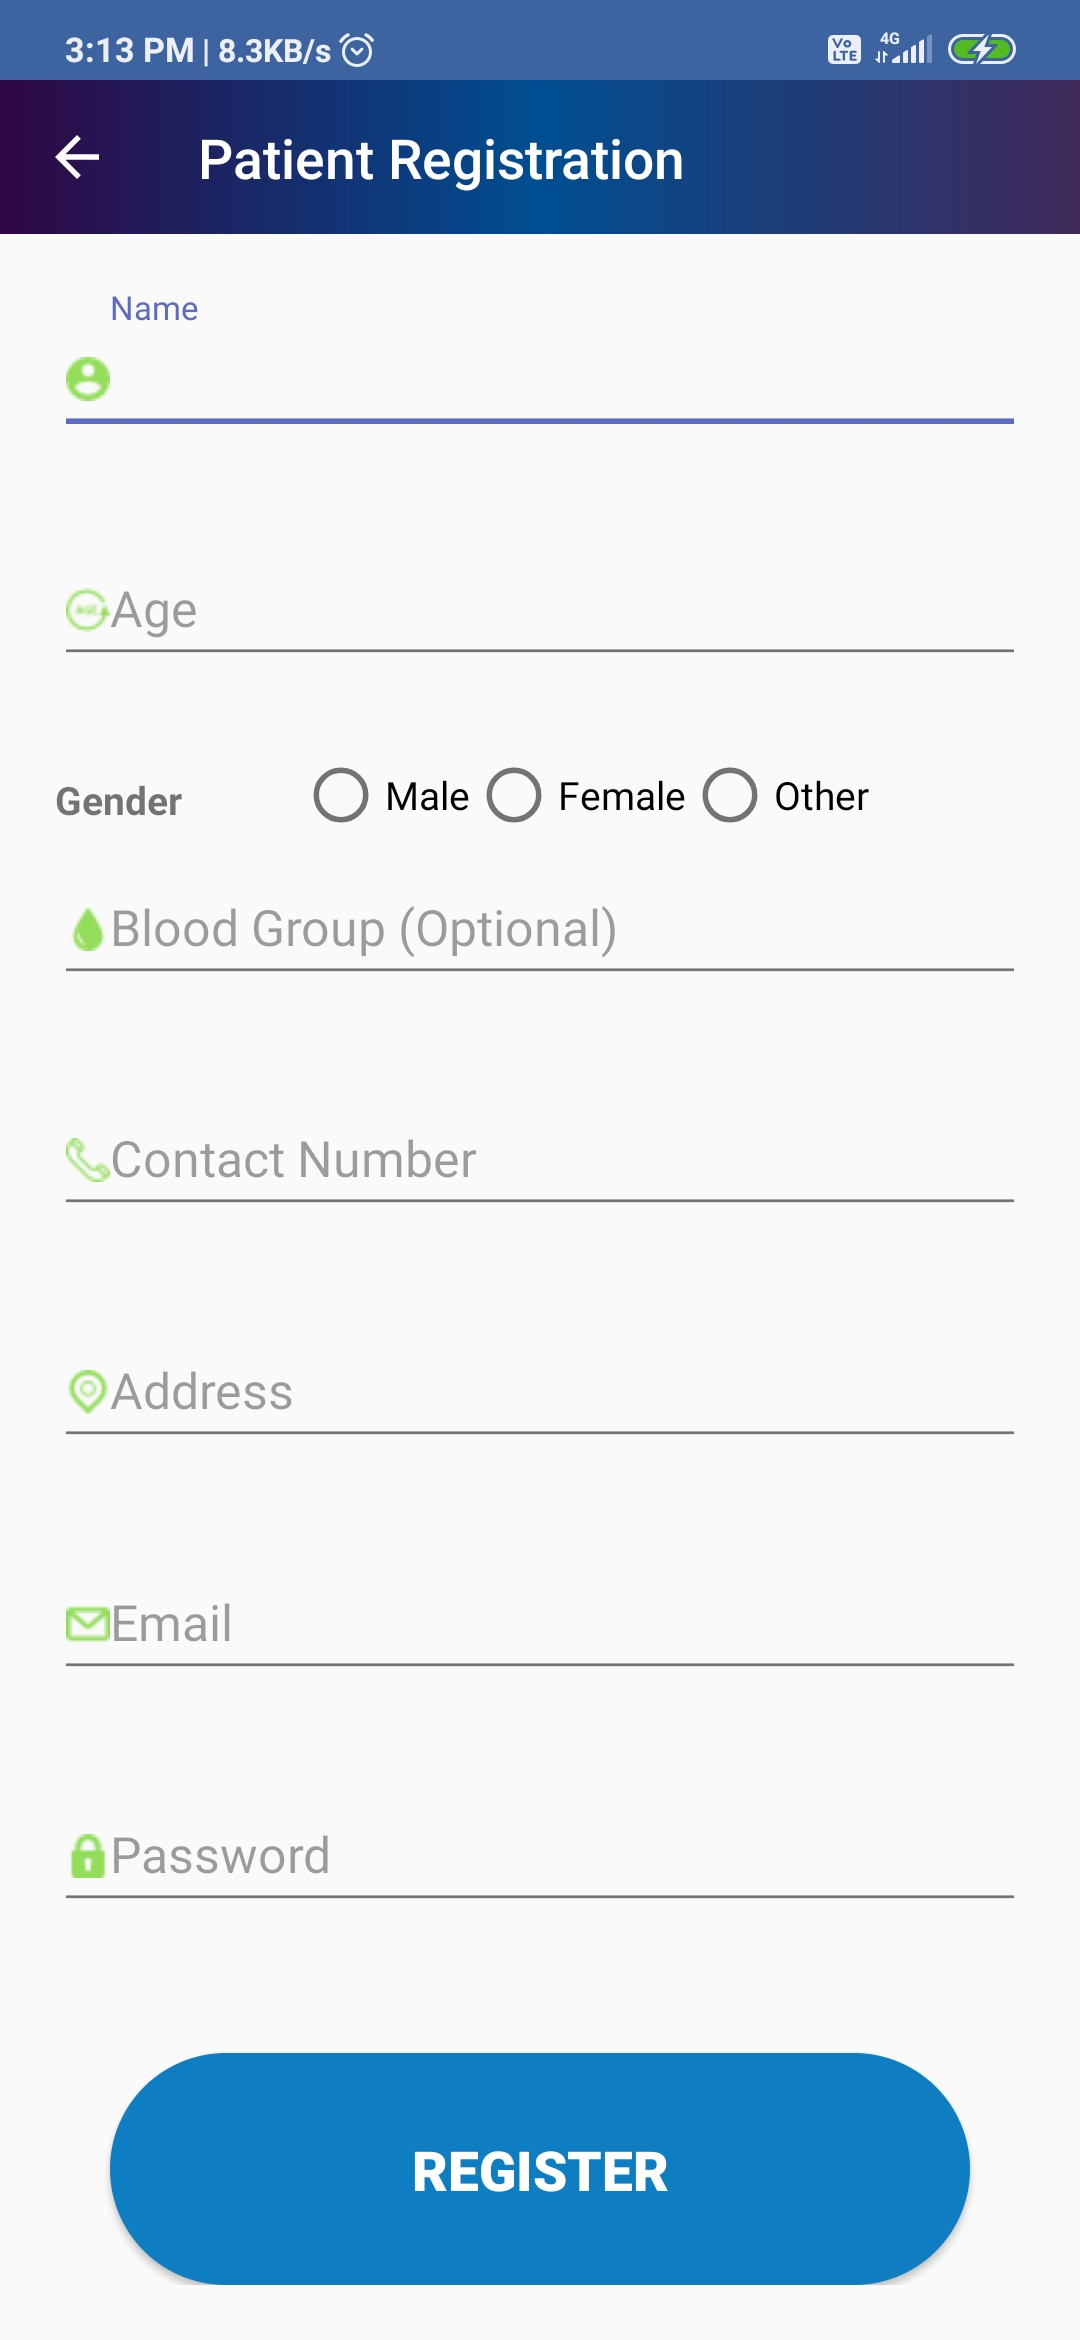 3:13 PM | 8.3KB/s Vo LTE 4G
Patient Registration
Name
Age
Gender Male Female Other
Blood Group (Optional)
Contact Number
Address
Email
Password
REGISTER